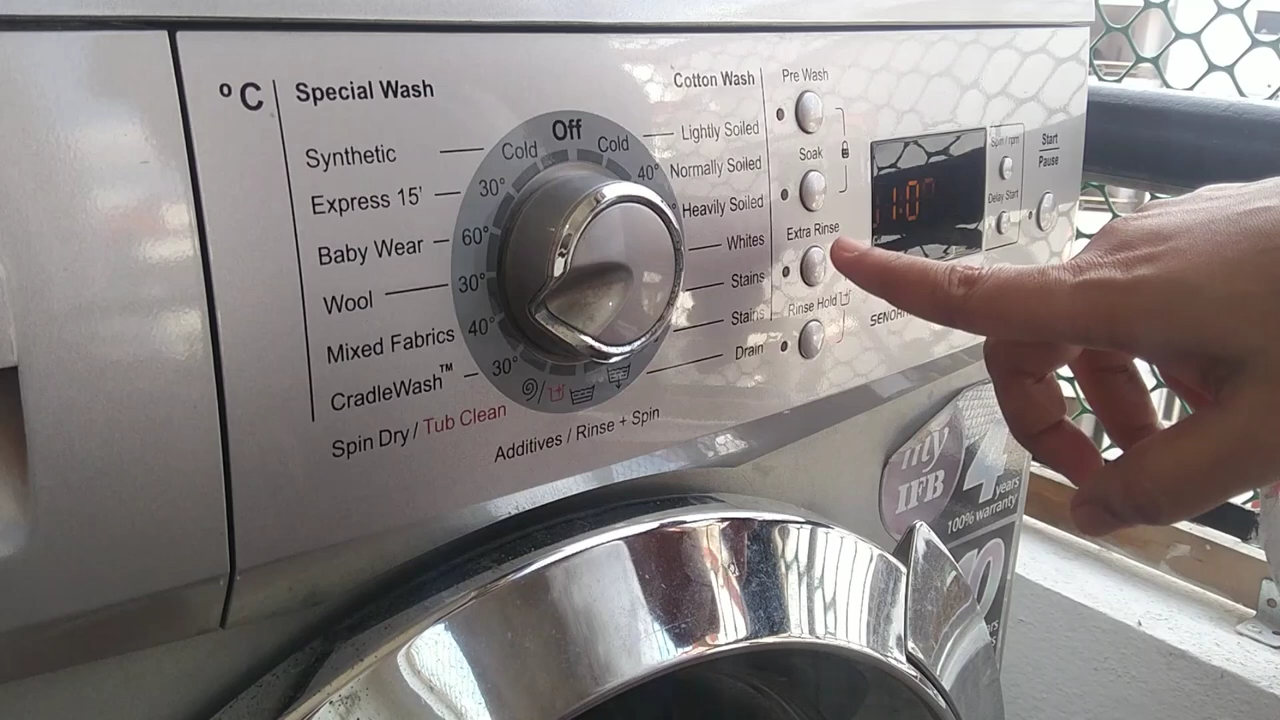 °C
Special Wash
Synthetic
Express 15'
Baby Wear
Wool
Mixed Fabrics
CradleWash™
Spin Dry / Tub Clean
Additives / Rinse + Spin
Off
Cold
30°
60°
30°
40°
30°
Cold
40°
Cotton Wash
Lightly Soiled
Normally Soiled
Heavily Soiled
Whites
Stains
Stains
Drain
Pre Wash
Soak
Extra Rinse
Rinse Hold
Spin / rpm
Delay Start
Start
Pause
my
IFB
4
years
100% warranty